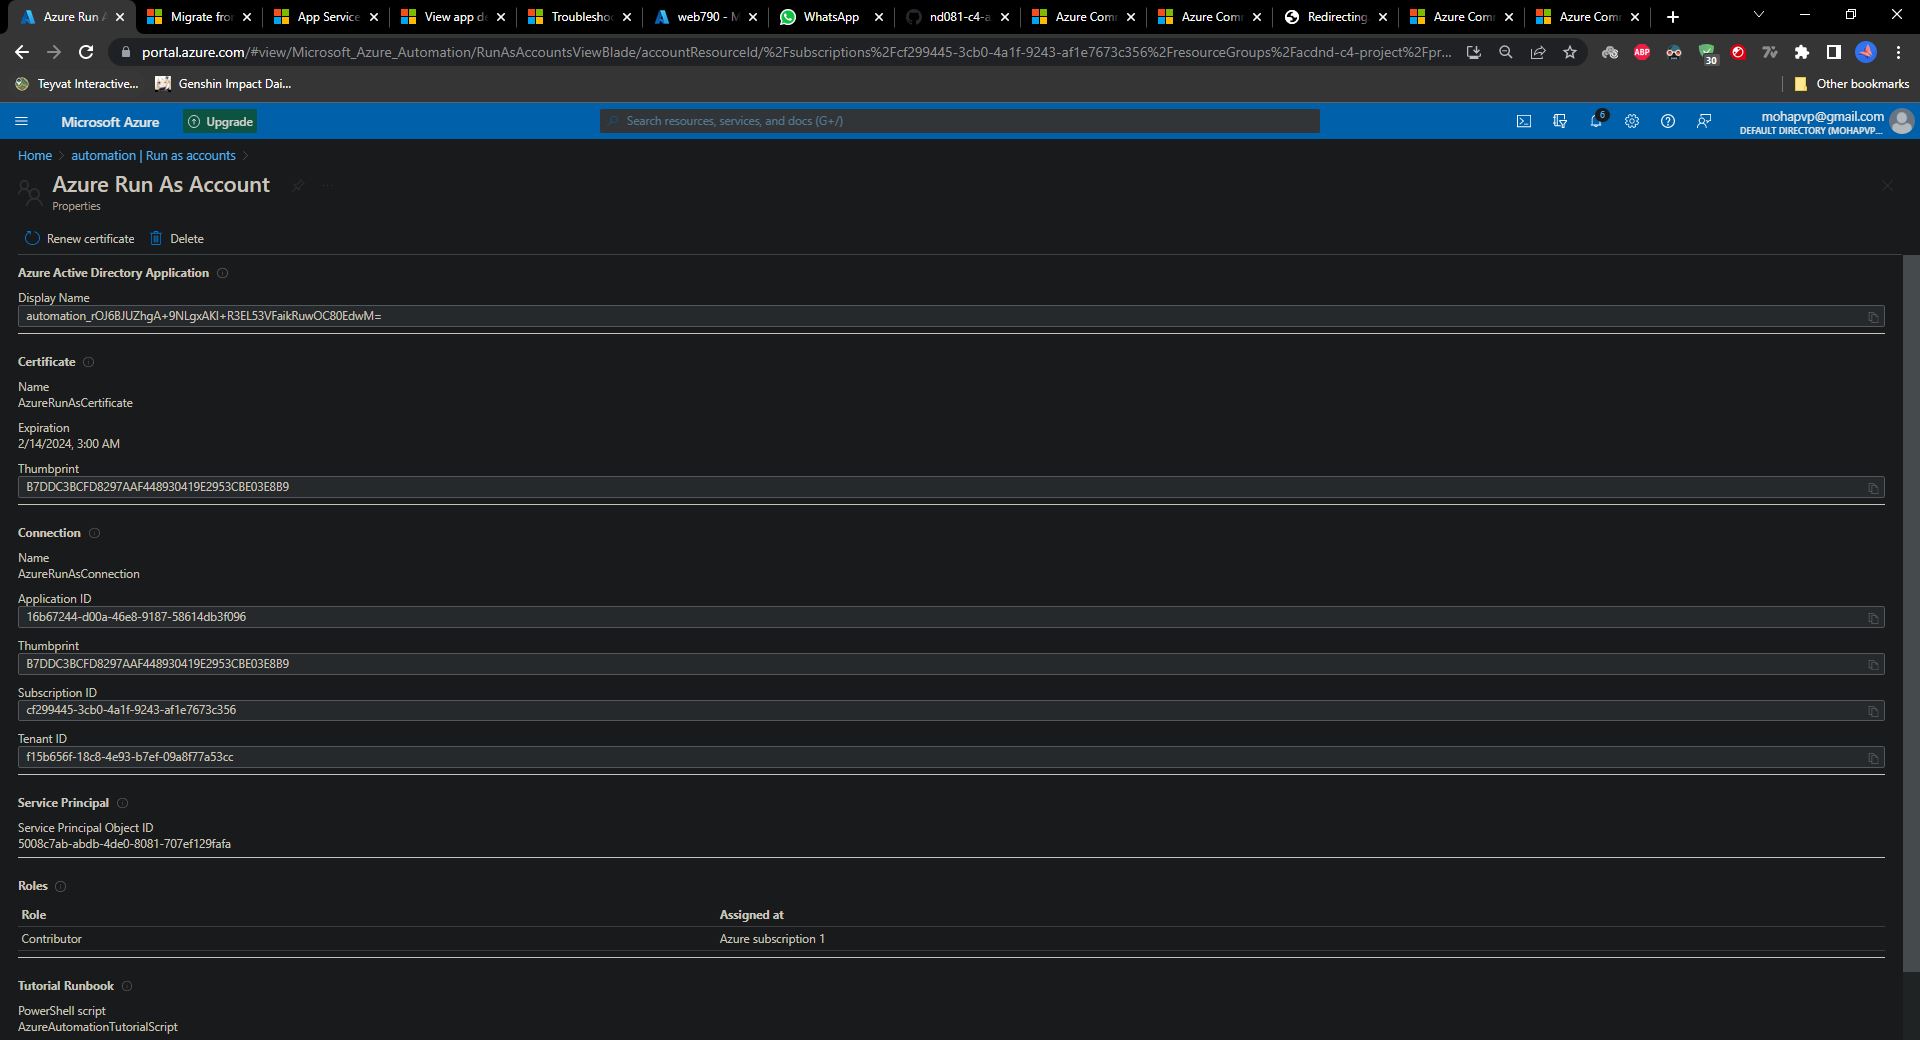 Azure Run A
Migrate fro
App Service
View app de
Troubleshoo
web790 - M
WhatsApp
nd081-c4-a
Azure Com
Azure Com
Redirecting
Azure Com
Azure Com
portal.azure.com/#view/Microsoft_Azure_Automation/RunAsAccountsViewBlade/accountResourceId/%2Fsubscriptions%2Fcf299445-3cb0-4a1f-9243-af1e7673c356%2FresourceGroups%2Facdnd-c4-project%2Fpr...
ABP
30
Teyvat Interactive...
Genshin Impact Dai...
Other bookmarks
Microsoft Azure
Upgrade
Search resources, services, and docs (G+/)
6
mohapvp@gmail.com
DEFAULT DIRECTORY (MOHAPVP...
Home > automation | Run as accounts >
Azure Run As Account
...
Properties
Renew certificate
Delete
Azure Active Directory Application
Display Name
automation_rOJ6BJUZhgA+9NLgxAKI+R3EL53VFaikRuwOC80EdwM=
Certificate
Name
AzureRunAsCertificate
Expiration
2/14/2024, 3:00 AM
Thumbprint
B7DDC3BCFD8297AAF448930419E2953CBE03E8B9
Connection
Name
AzureRunAsConnection
Application ID
16b67244-d00a-46e8-9187-58614db3f096
Thumbprint
B7DDC3BCFD8297AAF448930419E2953CBE03E8B9
Subscription ID
cf299445-3cb0-4a1f-9243-af1e7673c356
Tenant ID
f15b656f-18c8-4e93-b7ef-09a8f77a53cc
Service Principal
Service Principal Object ID
5008c7ab-abdb-4de0-8081-707ef129fafa
Roles
Role Assigned at
Contributor Azure subscription 1
Tutorial Runbook
PowerShell script
AzureAutomationTutorialScript